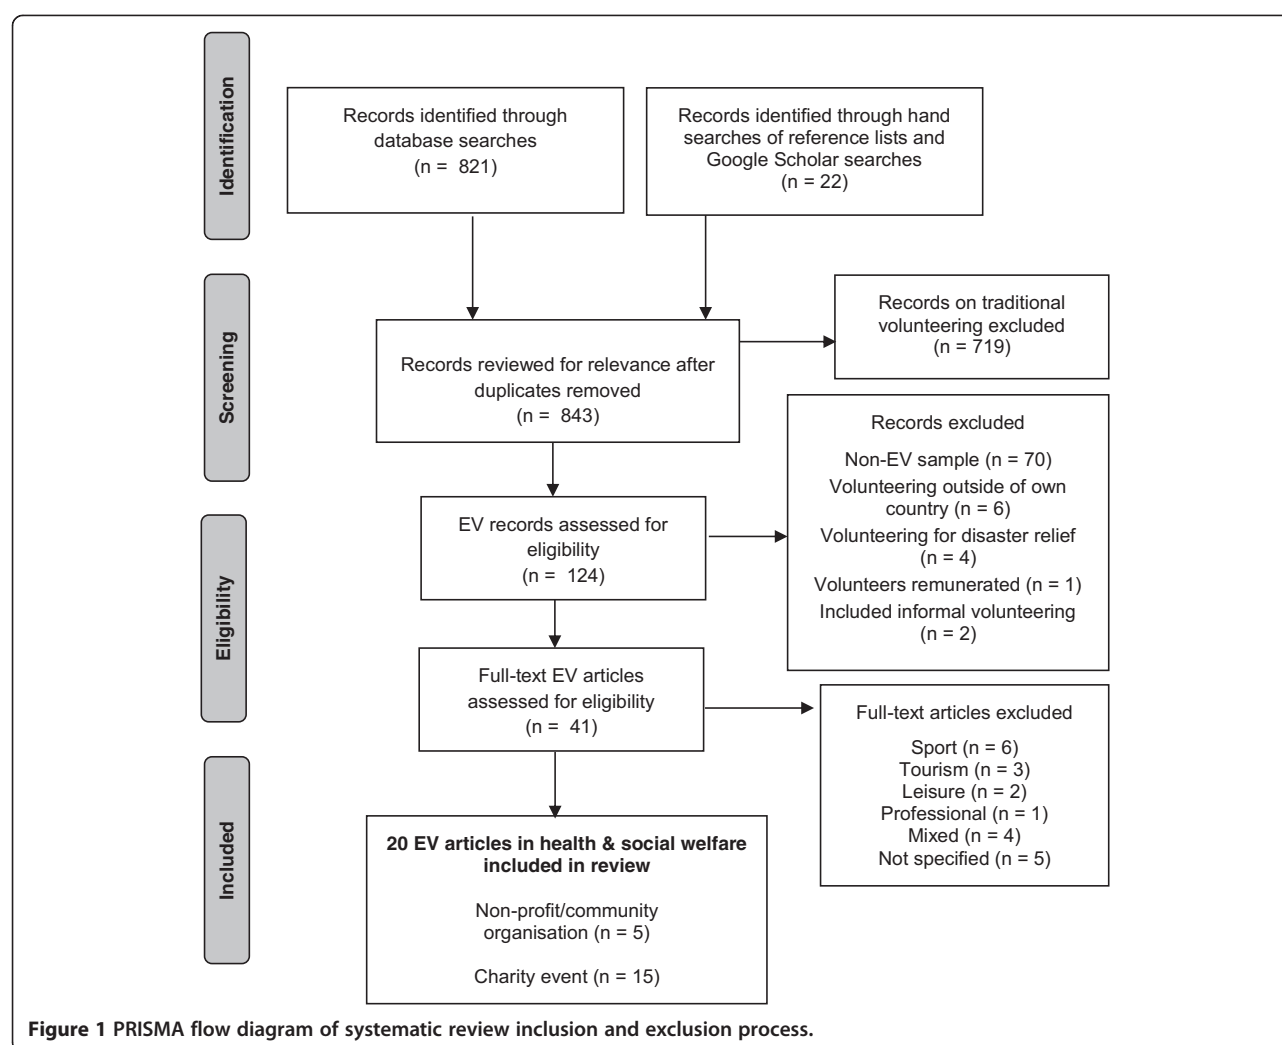 Identification
Records identified through
database searches
(n = 821)
Records identified through hand
searches of reference lists and
Google Scholar searches
(n = 22)
Screening
Records reviewed for relevance after
duplicates removed
(n = 843)
Records on traditional
volunteering excluded
(n = 719)
Eligibility
EV records assessed for
eligibility
(n = 124)
Records excluded
Non-EV sample (n = 70)
Volunteering outside of own
country (n = 6)
Volunteering for disaster relief
(n = 4)
Volunteers remunerated (n = 1)
Included informal volunteering
(n = 2)
Full-text EV articles
assessed for eligibility
(n = 41)
Full-text articles excluded
Sport (n = 6)
Tourism (n = 3)
Leisure (n = 2)
Professional (n = 1)
Mixed (n = 4)
Not specified (n = 5)
Included
20 EV articles in health & social welfare
included in review
Non-profit/community
organisation (n = 5)
Charity event (n = 15)
Figure 1 PRISMA flow diagram of systematic review inclusion and exclusion process.